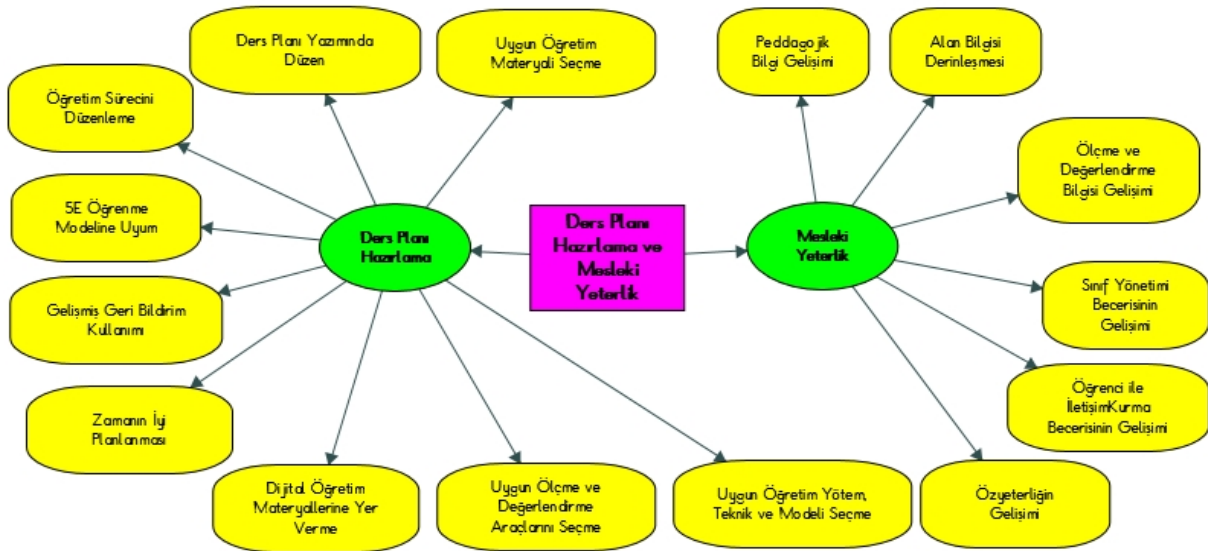 Ders Planı Yazımında
Düzen
Uygun Öğretim
Materyali Seçme
Peddagojik
Bilgi Gelişimi
Alan Bilgisi
Derinleşmesi
Öğretim Sürecini
Düzenleme
Ölçme ve
Değerlendirme
Bilgisi Gelişimi
5E Öğrenme
Modeline Uyum
Ders Planı
Hazırlama
Ders Planı
Hazırlama ve
Mesleki
Yeterlik
Mesleki
Yeterlik
Gelişmiş Geri Bildirim
Kullanımı
Sınıf Yönetimi
Becerisinin
Gelişimi
Zamanın İyi
Planlanması
Öğrenci ile
İletişimKurma
Becerisinin Gelişimi
Dijital Öğretim
Materyallerine Yer
Verme
Uygun Ölçme ve
Değerlendirme
Araçlarını Seçme
Uygun Öğretim Yötem,
Teknik ve Modeli Seçme
Özyeterliğin
Gelişimi